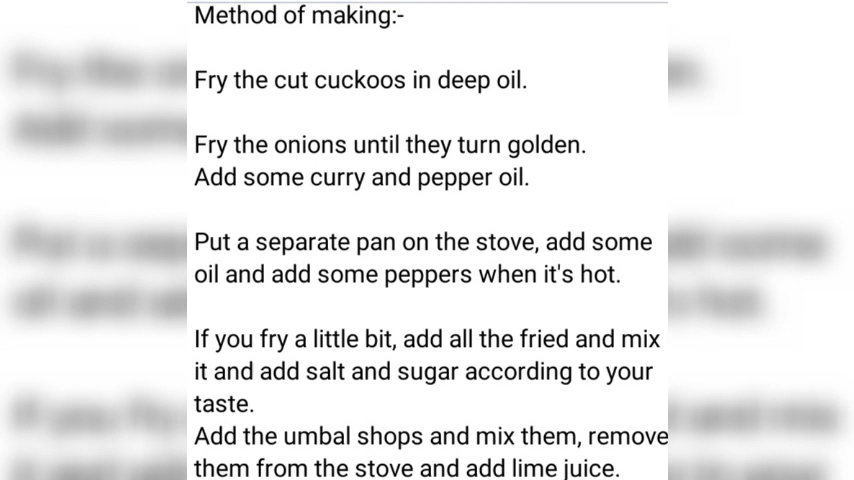 Method of making:-
Fry the cut cuckoos in deep oil.
Fry the onions until they turn golden.
Add some curry and pepper oil.
Put a separate pan on the stove, add some
oil and add some peppers when it's hot.
If you fry a little bit, add all the fried and mix
it and add salt and sugar according to your
taste.
Add the umbal shops and mix them, remove
them from the stove and add lime juice.